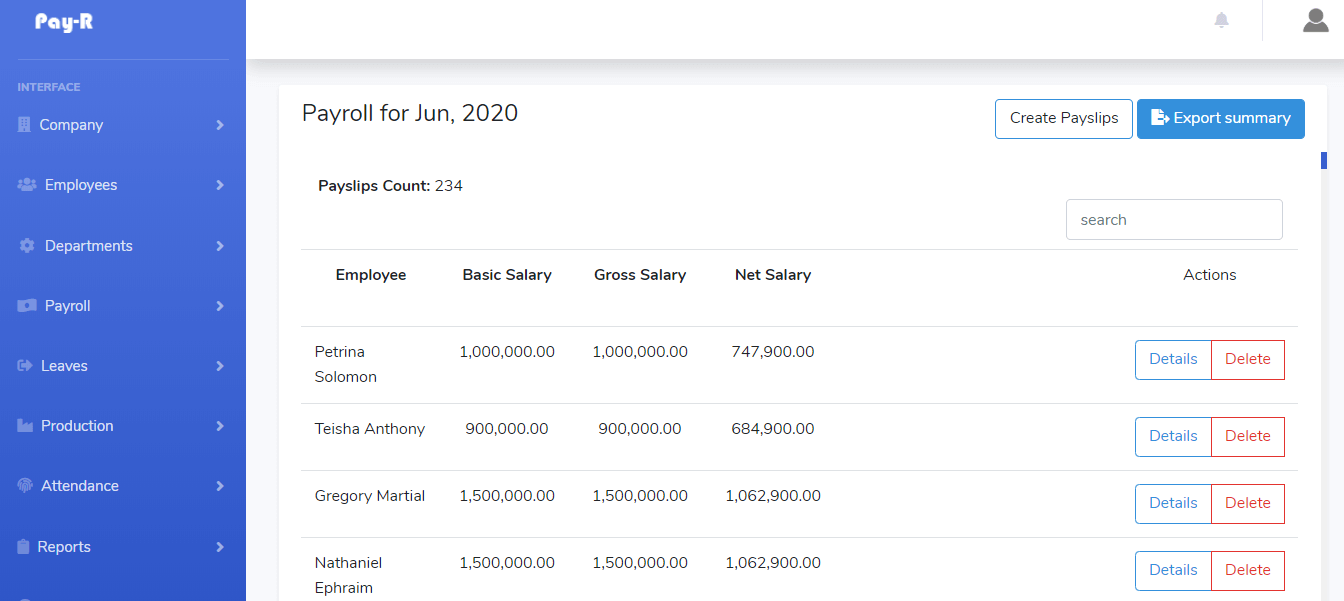 Pay-R
INTERFACE
Company
Employees
Departments
Payroll
Leaves
Production
Attendance
Reports
Payroll for Jun, 2020
Create Payslips
Export summary
Payslips Count: 234
search
Employee Basic Salary Gross Salary Net Salary Actions
Petrina 1,000,000.00 1,000,000.00 747,900.00 Details Delete
Solomon
Teisha Anthony 900,000.00 900,000.00 684,900.00 Details Delete
Gregory Martial 1,500,000.00 1,500,000.00 1,062,900.00 Details Delete
Nathaniel 1,500,000.00 1,500,000.00 1,062,900.00 Details Delete
Ephraim